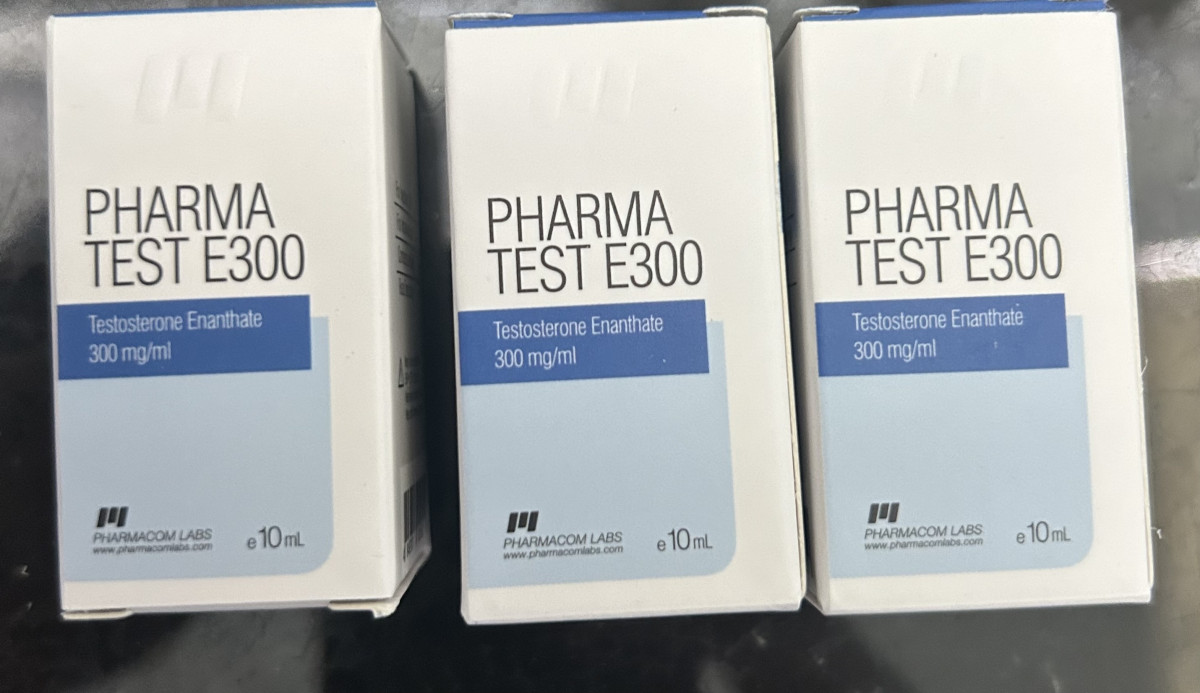 PHARMA
TEST E300
Testosterone Enanthate
300 mg/ml
PHARMACOM LABS
www.pharmacomlabs.com
e10mL
PHARMA
TEST E300
Testosterone Enanthate
300 mg/ml
PHARMACOM LABS
www.pharmacomlabs.com
e10mL
PHARMA
TEST E300
Testosterone Enanthate
300 mg/ml
PHARMACOM LABS
www.pharmacomlabs.com
e10mL